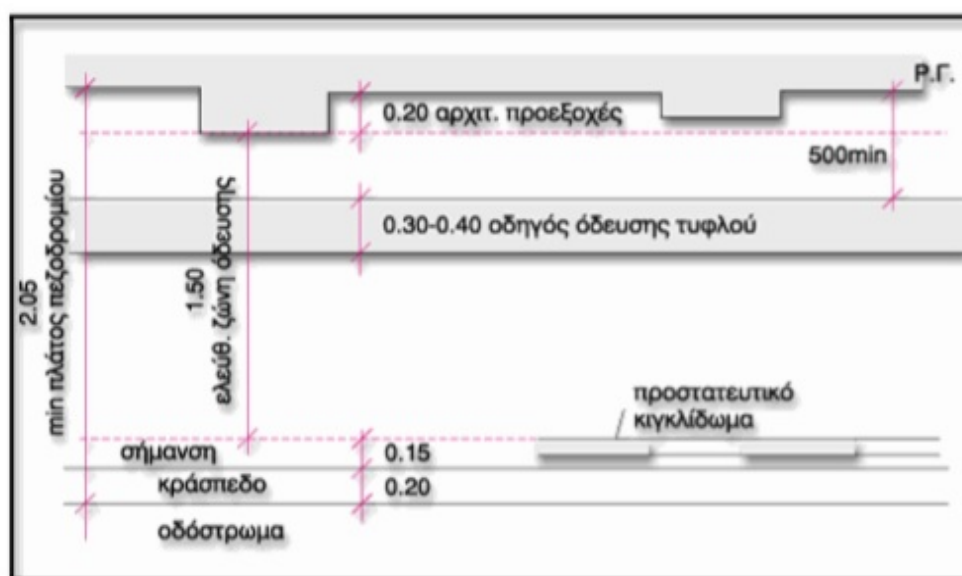 Ρ.Γ.
0.20 αρχιτ. προεξοχές
500min
0.30-0.40 οδηγός όδευσης τυφλού
2.05
min πλάτος πεζοδρομίου
1.50
ελεύθ. ζώνη όδευσης
προστατευτικό
κιγκλίδωμα
σήμανση 0.15
κράσπεδο 0.20
οδόστρωμα